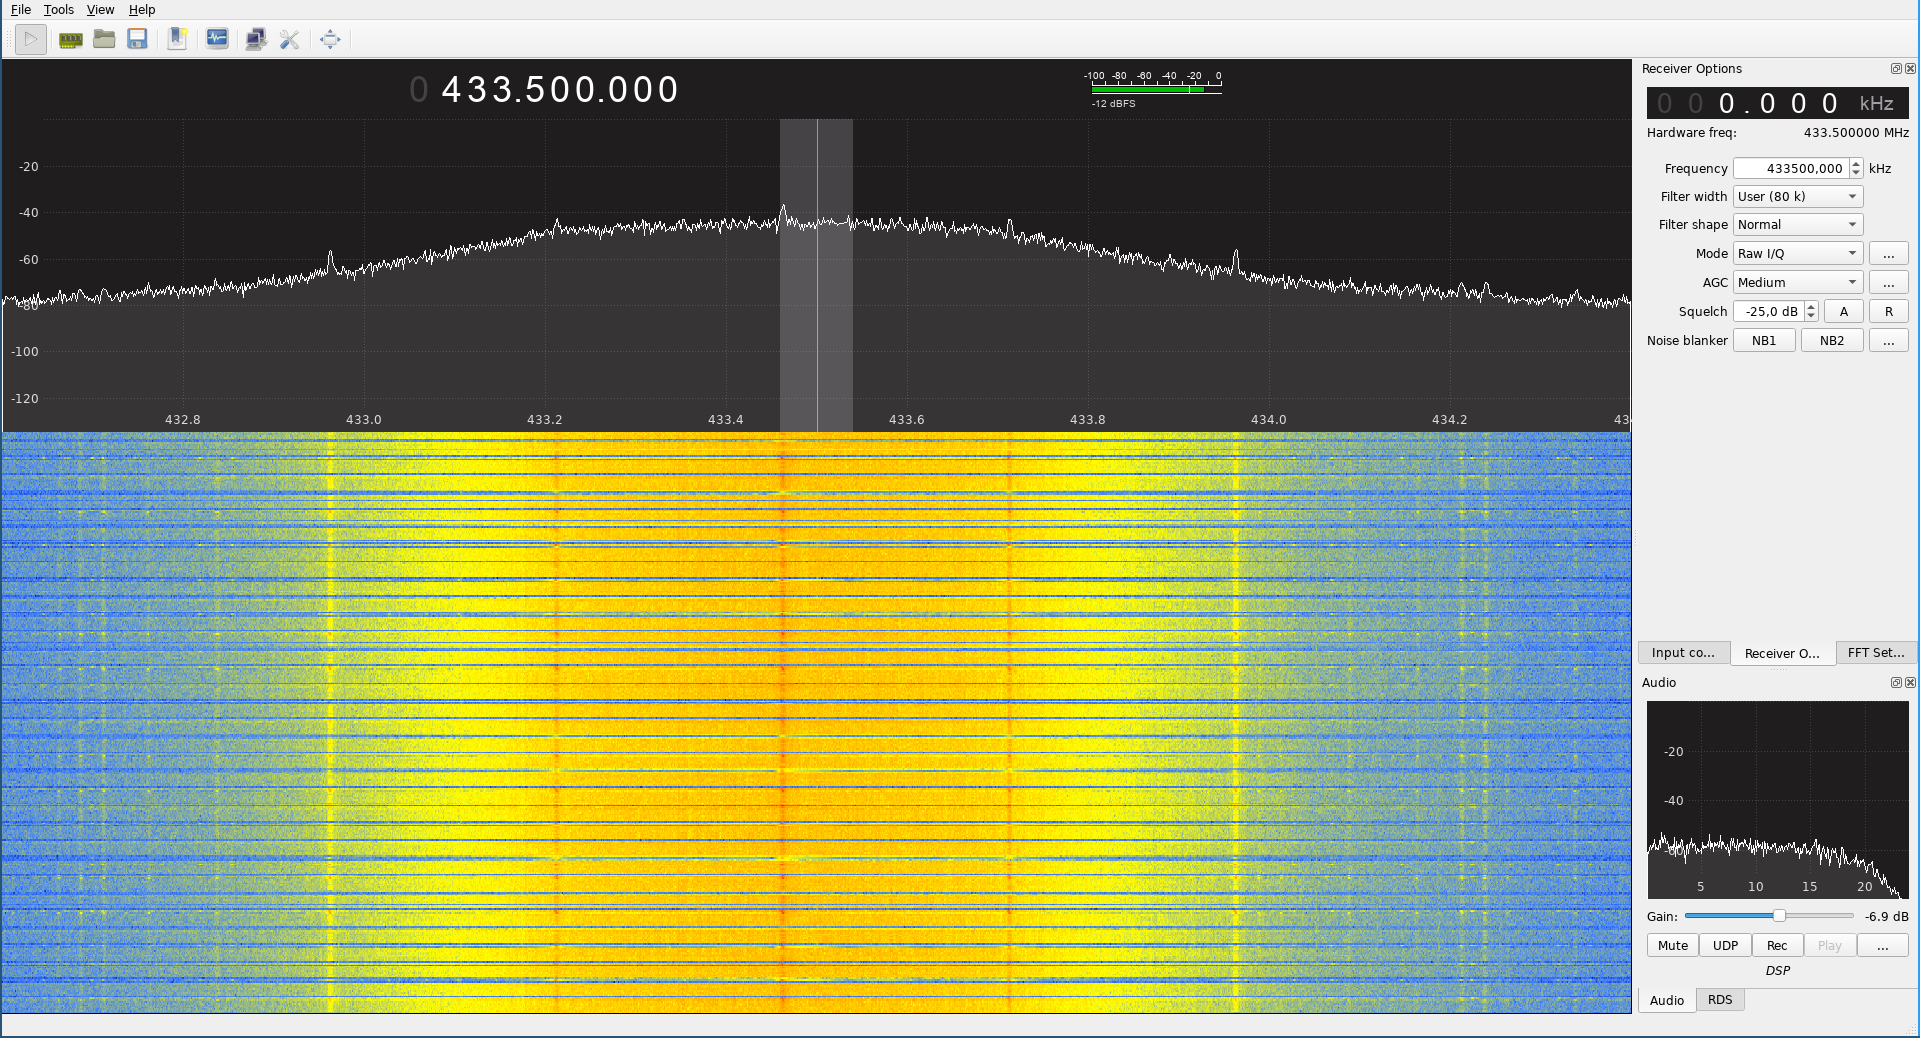 File Tools View Help
0 433.500.000
-100 -80 -60 -40 -20 0
-12 dBFS
-20
-40
-60
-80
-100
-120
432.8 433.0 433.2 433.4 433.6 433.8 434.0 434.2 43
Receiver Options
0 0 0.000 kHz
Hardware freq: 433.500000 MHz
Frequency 433500,000 kHz
Filter width User (80 k)
Filter shape Normal
Mode Raw I/Q ...
AGC Medium ...
Squelch -25,0 dB A R
Noise blanker NB1 NB2 ...
Input co... Receiver O... FFT Set...
Audio
-20
-40
-60
5 10 15 20
Gain: -6.9 dB
Mute UDP Rec Play ...
DSP
Audio RDS